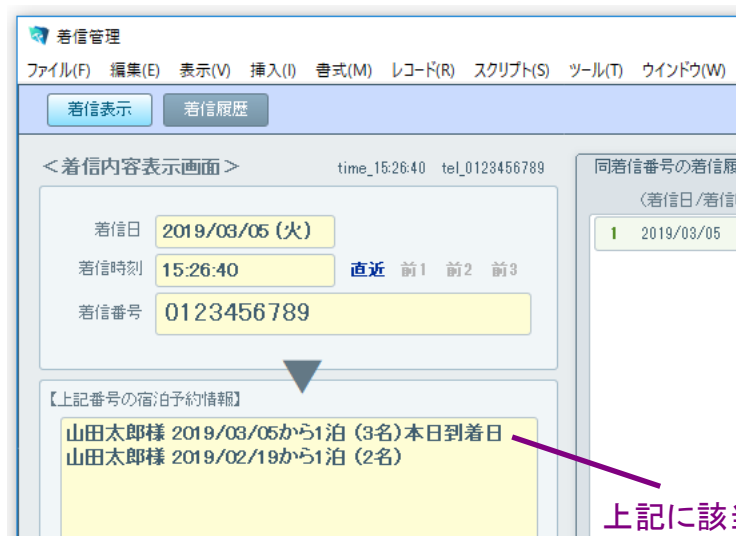 着信管理
ファイル(F) 編集(E) 表示(V) 挿入(I) 書式(M) レコード(R) スクリプト(S) ツール(T) ウインドウ(W)
着信表示 着信履歴
＜着信内容表示画面＞ time_15:26:40 tel_0123456789
着信日 2019/03/05 (火)
着信時刻 15:26:40 直近 前1 前2 前3
着信番号 0123456789
【上記番号の宿泊予約情報】
山田太郎様 2019/03/05から1泊 (3名)本日到着日
山田太郎様 2019/02/19から1泊 (2名)
同着信番号の着信履
(着信日/着信
1 2019/03/05
上記に該